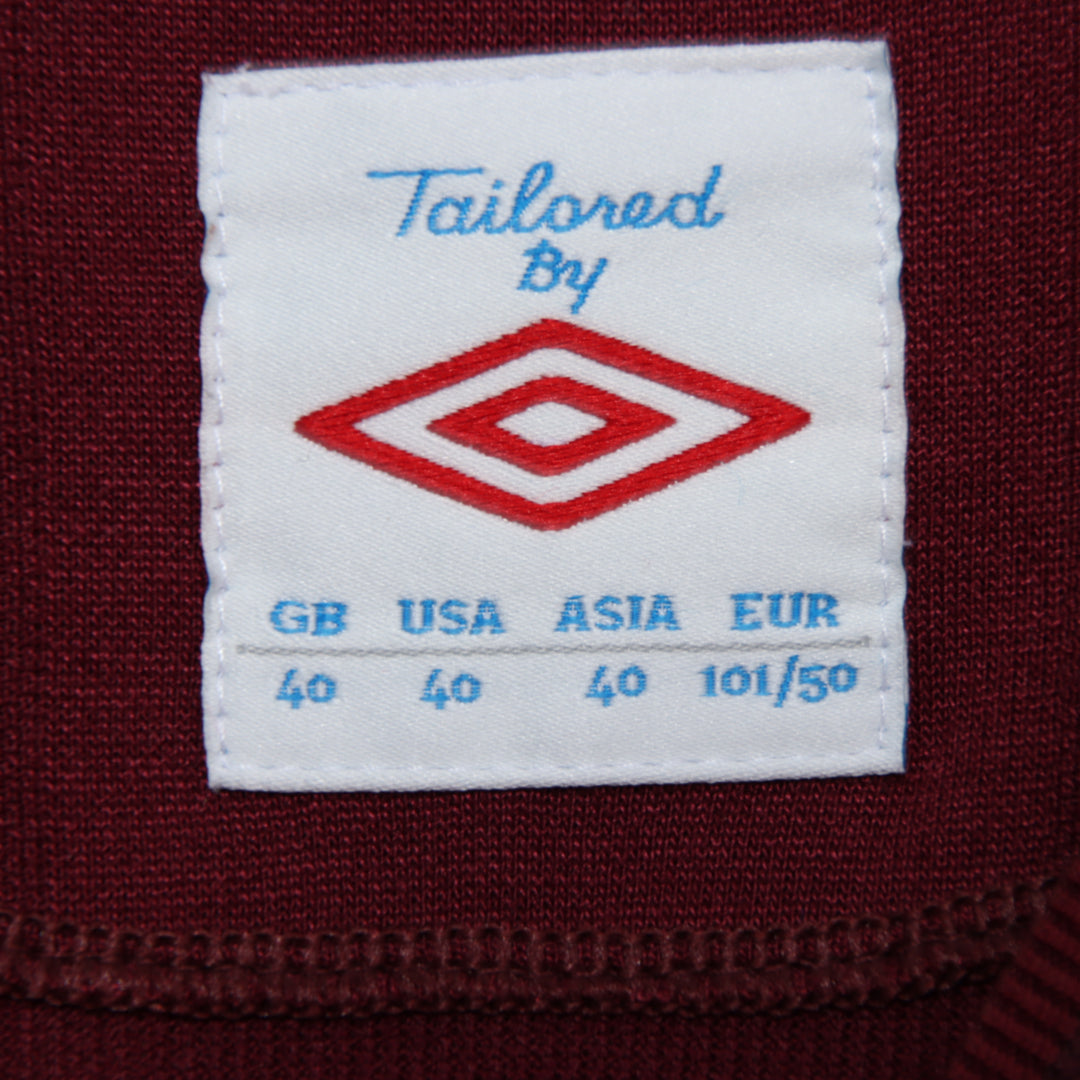 Tailored
By
GB USA ASIA EUR
40 40 40 101/50